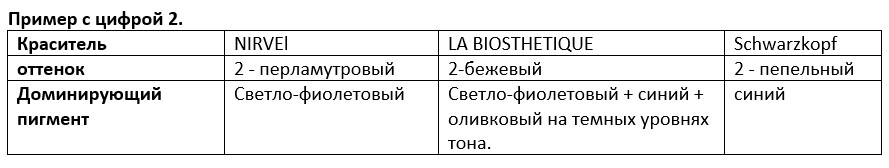 Пример с цифрой 2.
Краситель NIRVEl LA BIOSTHETIQUE Schwarzkopf
оттенок 2 - перламутровый 2-бежевый 2 - пепельный
Доминирующий Светло-фиолетовый Светло-фиолетовый + синий + синий
пигмент оливковый на темных уровнях
тона.